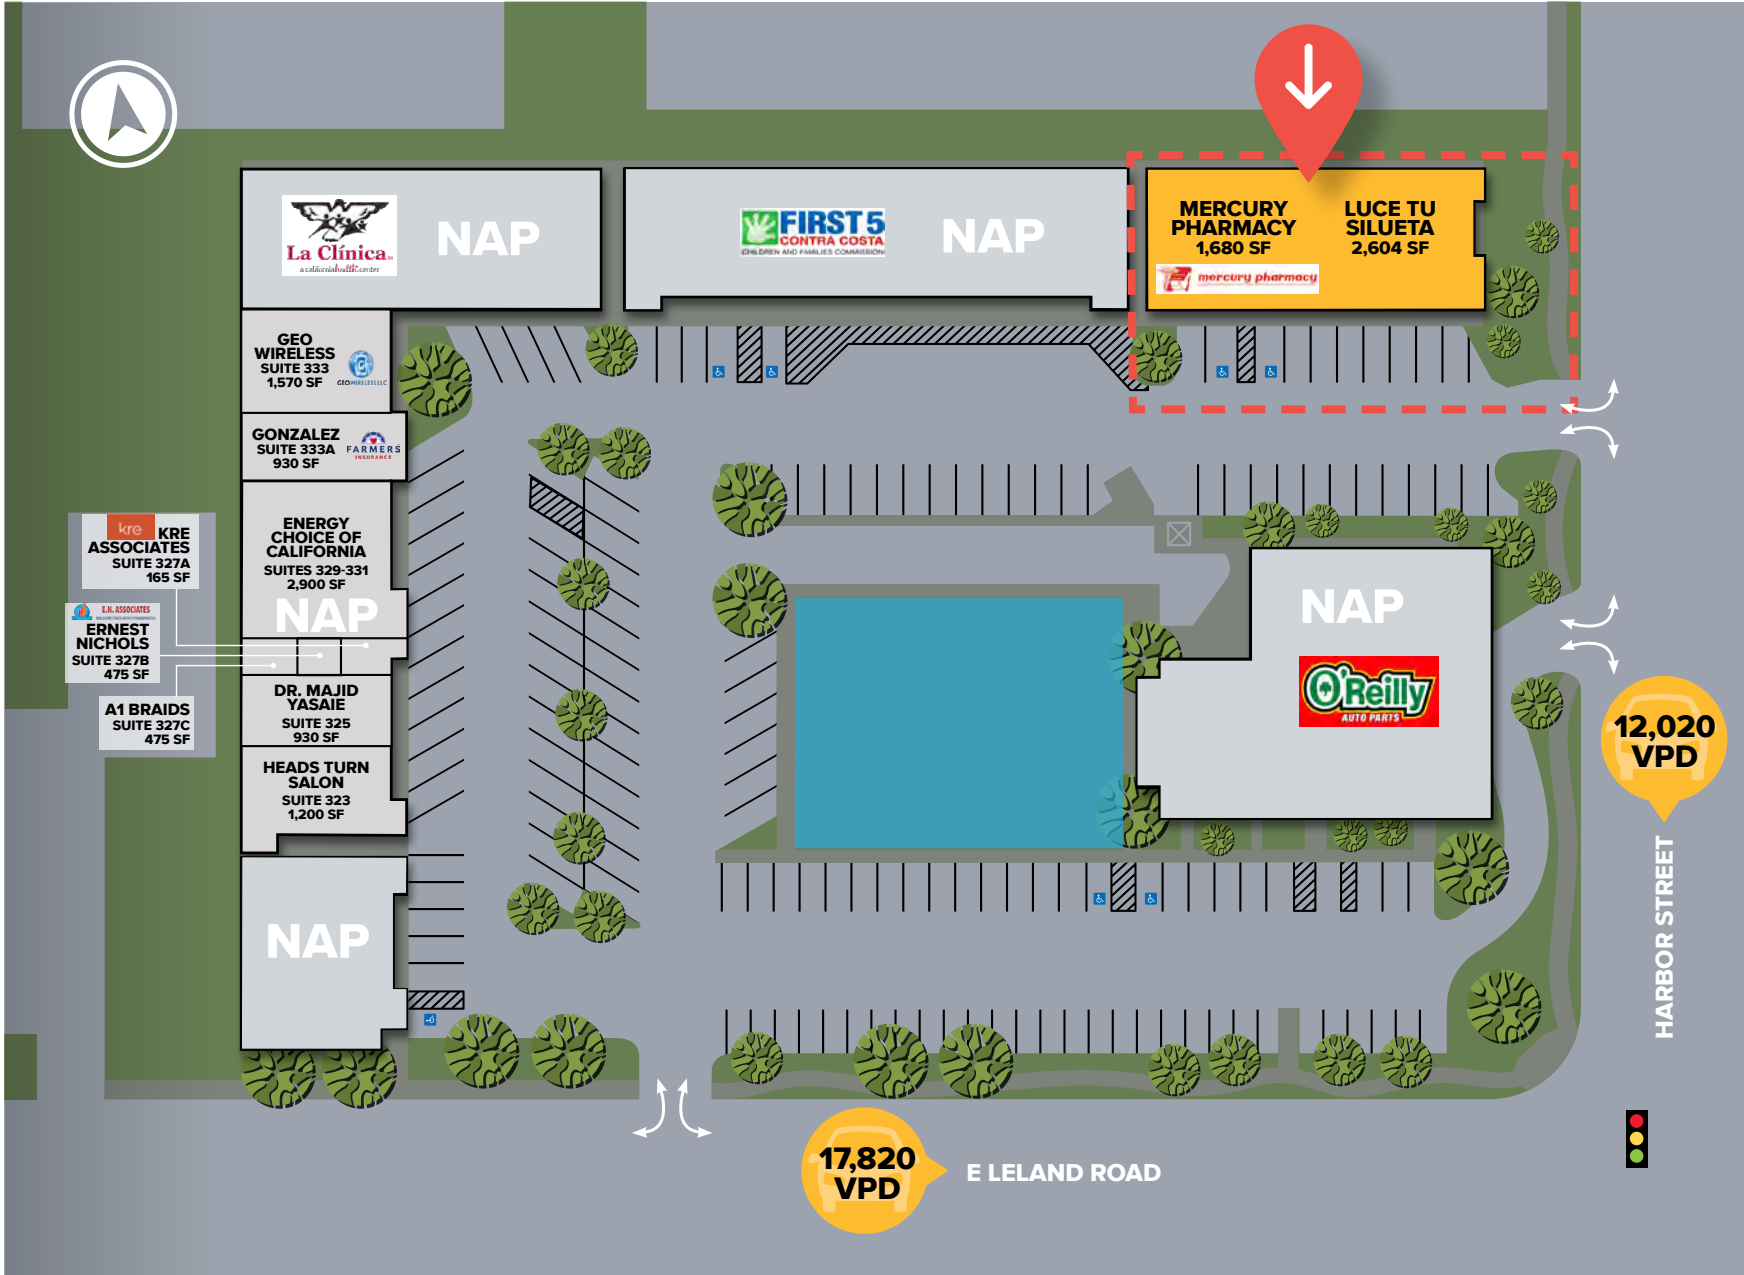 La Clínica
a california health center
NAP
FIRST 5
CONTRA COSTA
CHILDREN AND FAMILIES COMMISSION
NAP
MERCURY
PHARMACY
1,680 SF
mercury pharmacy
LUCE TU
SILUETA
2,604 SF
GEO
WIRELESS
SUITE 333
1,570 SF
GEOWIRELESS LLC
GONZALEZ
SUITE 333A
930 SF
FARMERS
INSURANCE
ENERGY
CHOICE OF
CALIFORNIA
SUITES 329-331
2,900 SF
NAP
kre
KRE
ASSOCIATES
SUITE 327A
165 SF
E.N. ASSOCIATES
ERNEST
NICHOLS
SUITE 327B
475 SF
A1 BRAIDS
SUITE 327C
475 SF
DR. MAJID
YASAIE
SUITE 325
930 SF
HEADS TURN
SALON
SUITE 323
1,200 SF
NAP
NAP
O'Reilly
AUTO PARTS
12,020
VPD
HARBOR STREET
17,820
VPD
E LELAND ROAD